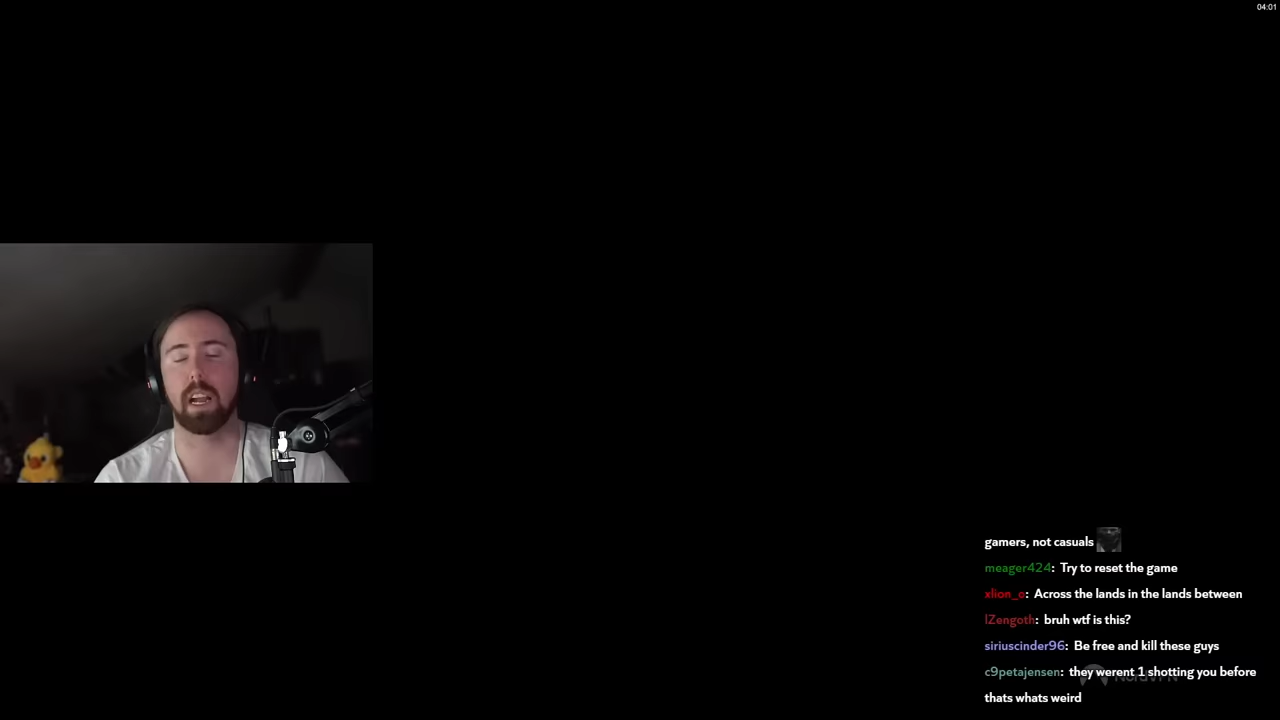 04:01
gamers, not casuals
meager424: Try to reset the game
xlion_o: Across the lands in the lands between
lZengoth: bruh wtf is this?
siriuscinder96: Be free and kill these guys
c9petajensen: they werent 1 shotting you before
thats whats weird
NordVPN